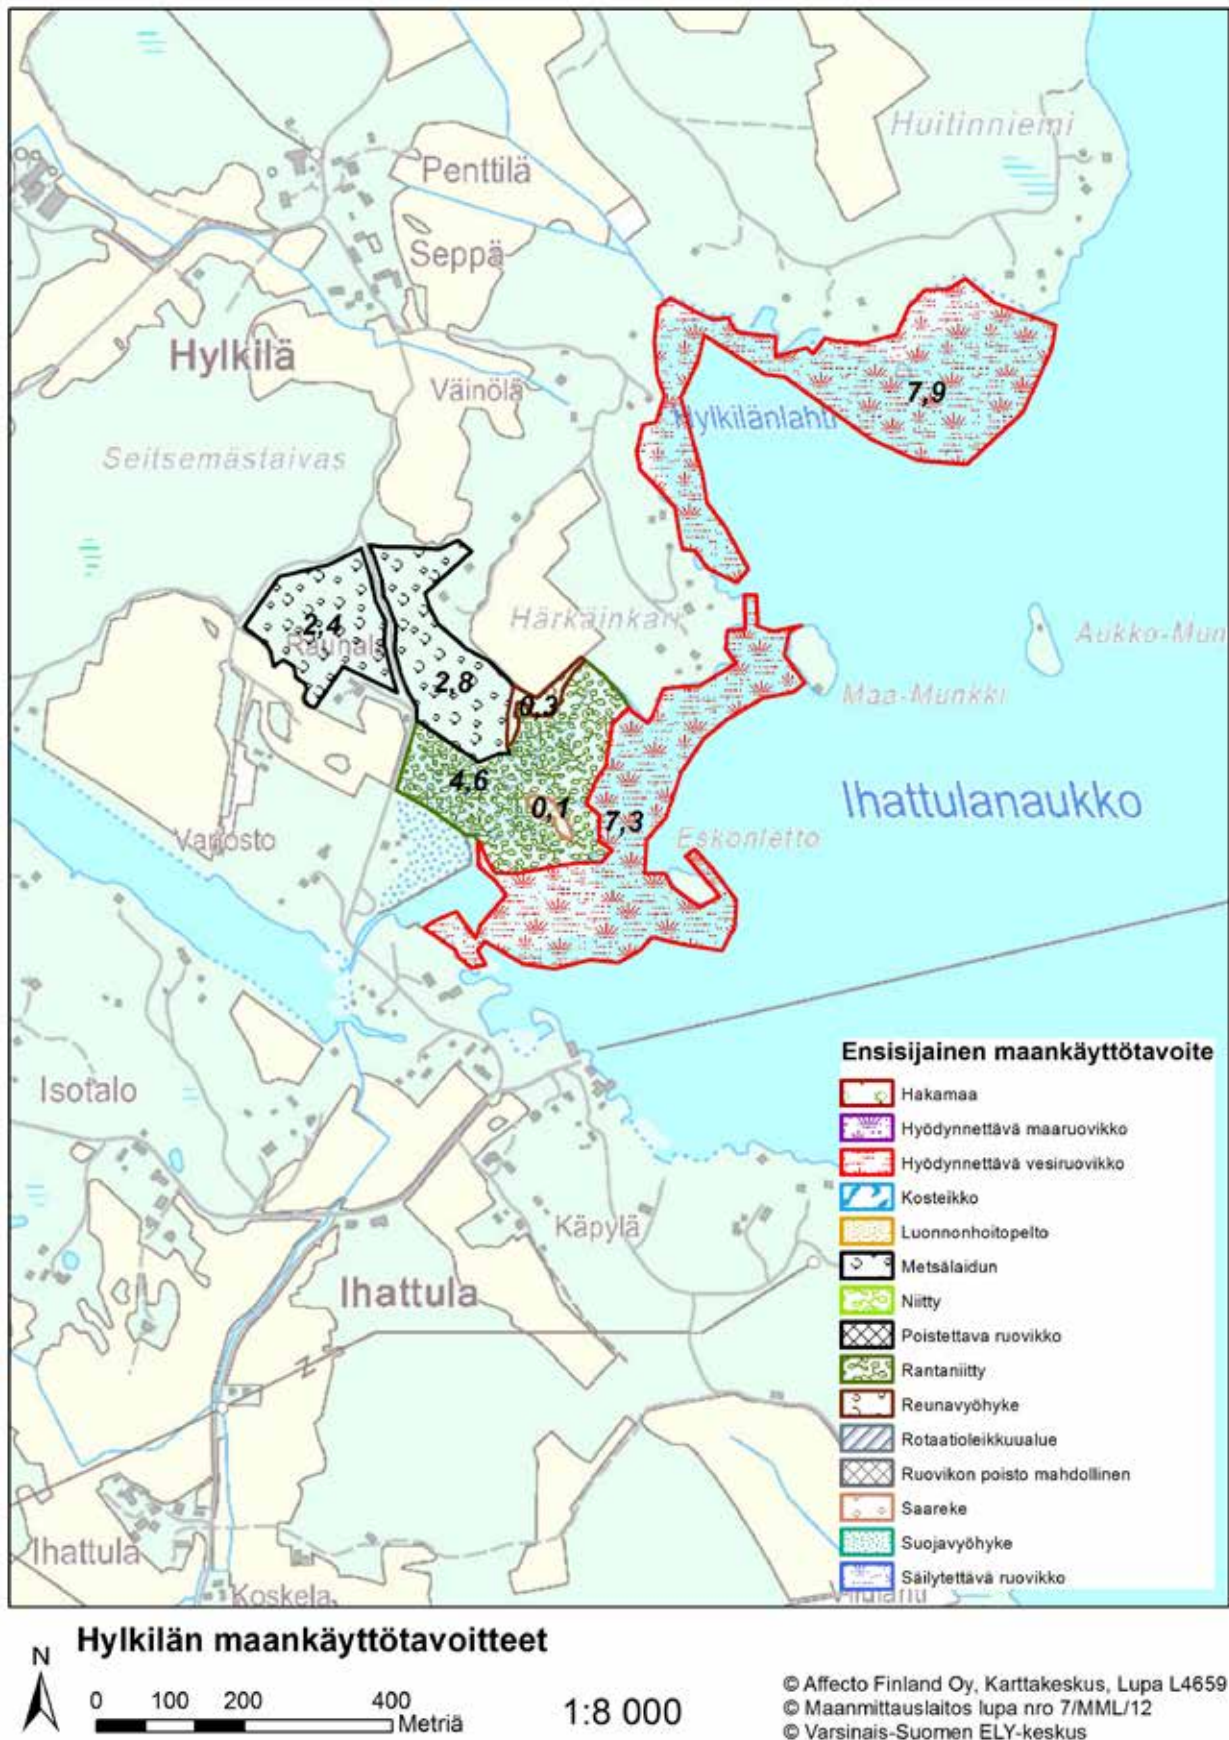 Huitinniemi
Penttilä
Seppä
Hylkilä
Väinölä
7,9
Hylkilänlahti
Seitsemästaivas
Härkäinkari
2,4
2,8
0,3
Aukko-Mun
Maa-Munkki
4,6
0,1
7,3
Ihattulanaukko
Eskonletto
Varjosto
Isotalo
Käpylä
Ihattula
Ihattula
Koskela
Ensisijainen maankäyttötavoite
Hakamaa
Hyödynnettävä maaruovikko
Hyödynnettävä vesiruovikko
Kosteikko
Luonnonhoitopelto
Metsälaidun
Niitty
Poistettava ruovikko
Rantaniitty
Reunavyöhyke
Rotaatioleikkuualue
Ruovikon poisto mahdollinen
Saareke
Suojavyöhyke
Säilytettävä ruovikko
Hylkilän maankäyttötavoitteet
N
0 100 200 400
Metriä
1:8 000
© Affecto Finland Oy, Karttakeskus, Lupa L4659
© Maanmittauslaitos lupa nro 7/MML/12
© Varsinais-Suomen ELY-keskus